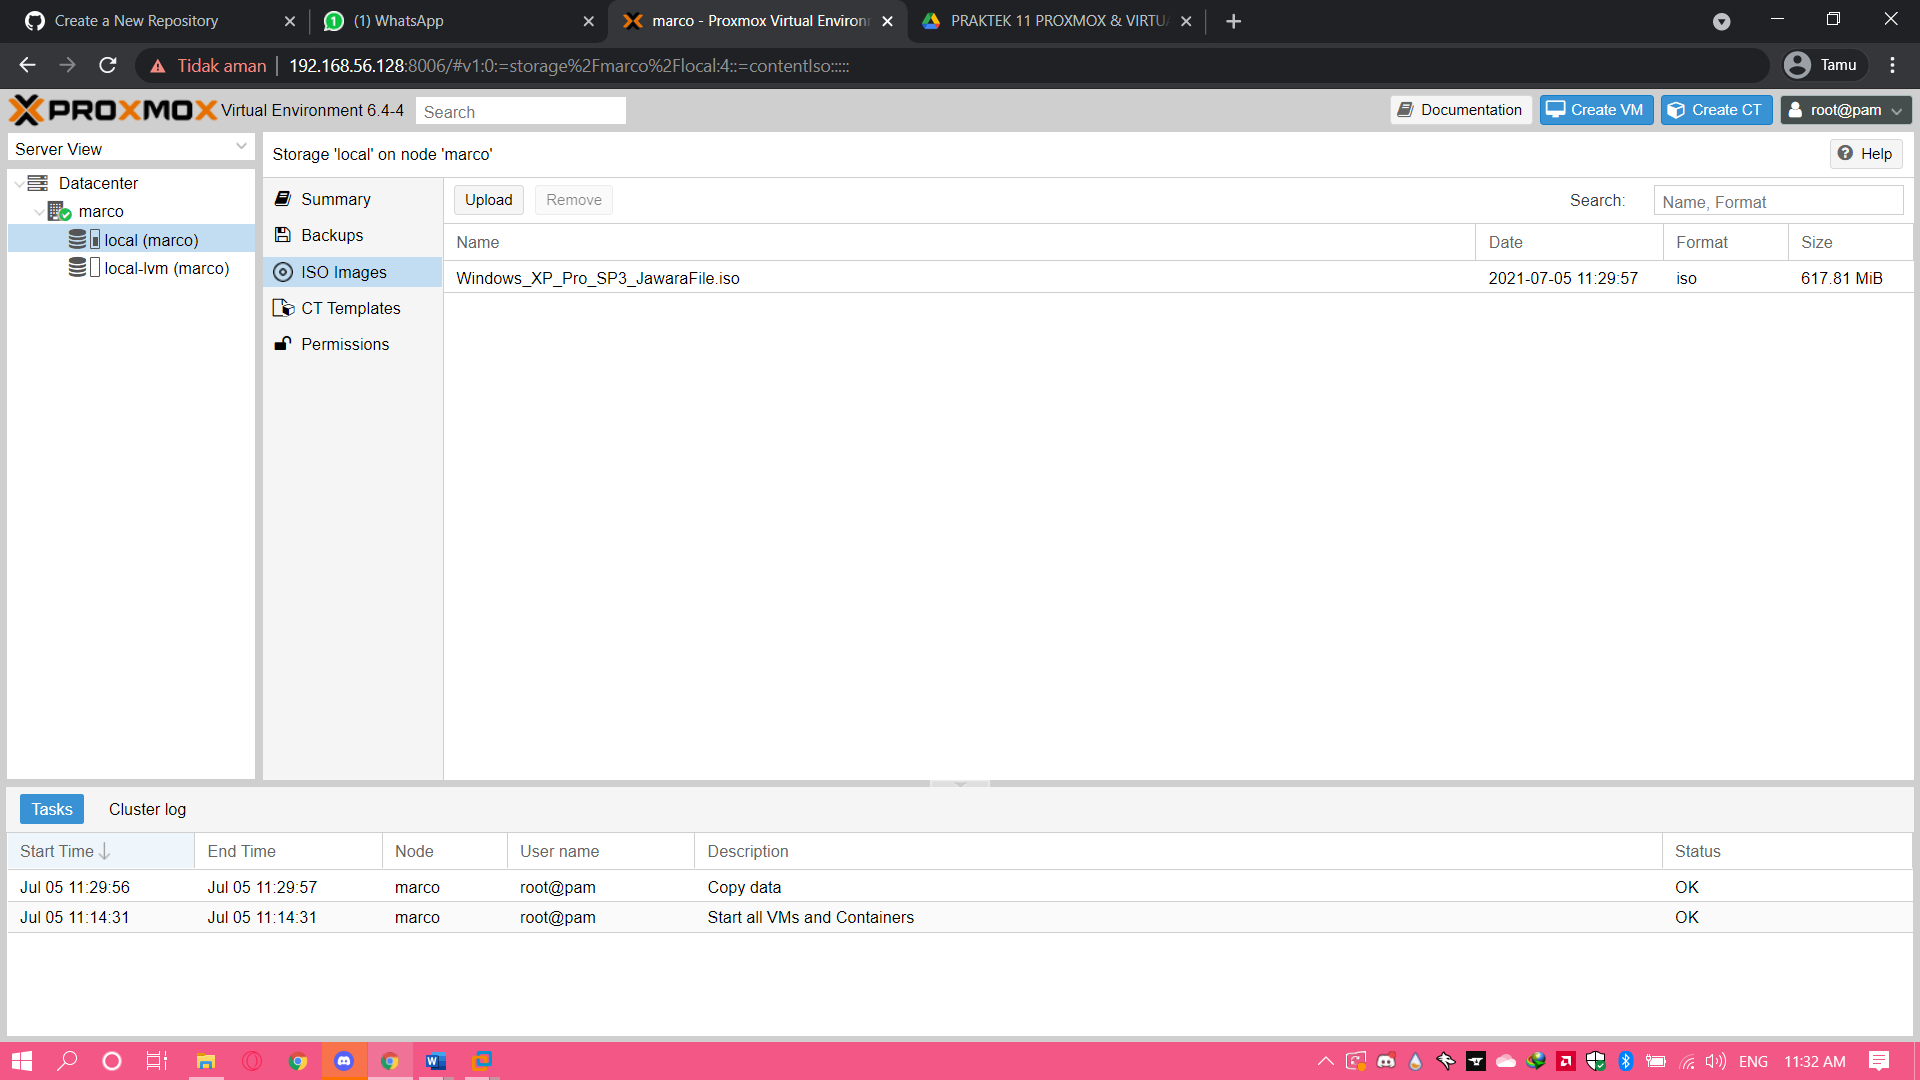 Create a New Repository
(1) WhatsApp
marco - Proxmox Virtual Environ
PRAKTEK 11 PROXMOX & VIRTU
Tidak aman
192.168.56.128:8006/#v1:0:=storage%2Fmarco%2Flocal:4::=contentIso:::::
Tamu
PROXMOX Virtual Environment 6.4-4
Search
Documentation
Create VM
Create CT
root@pam
Server View
Storage 'local' on node 'marco'
Help
Datacenter
marco
local (marco)
local-lvm (marco)
Summary
Backups
ISO Images
CT Templates
Permissions
Upload
Remove
Search:
Name, Format
Name Date Format Size
Windows_XP_Pro_SP3_JawaraFile.iso 2021-07-05 11:29:57 iso 617.81 MiB
Tasks
Cluster log
Start Time End Time Node User name Description Status
Jul 05 11:29:56 Jul 05 11:29:57 marco root@pam Copy data OK
Jul 05 11:14:31 Jul 05 11:14:31 marco root@pam Start all VMs and Containers OK
ENG
11:32 AM